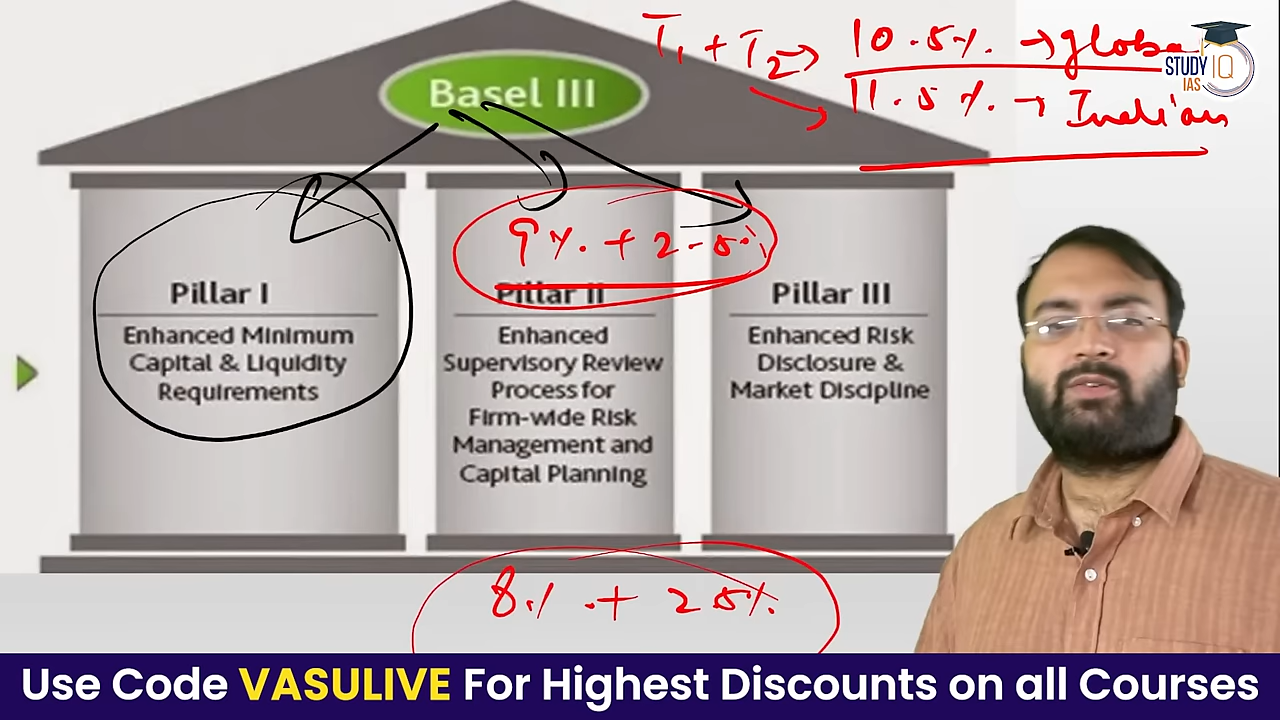 T1 + T2 → 10.5% → globa
11.5% → Indian
STUDY IQ
IAS
Basel III
9% + 2.5%
Pillar I
Enhanced Minimum
Capital & Liquidity
Requirements
Pillar II
Enhanced
Supervisory Review
Process for
Firm-wide Risk
Management and
Capital Planning
Pillar III
Enhanced Risk
Disclosure &
Market Discipline
8% + 2.5%
Use Code VASULIVE For Highest Discounts on all Courses